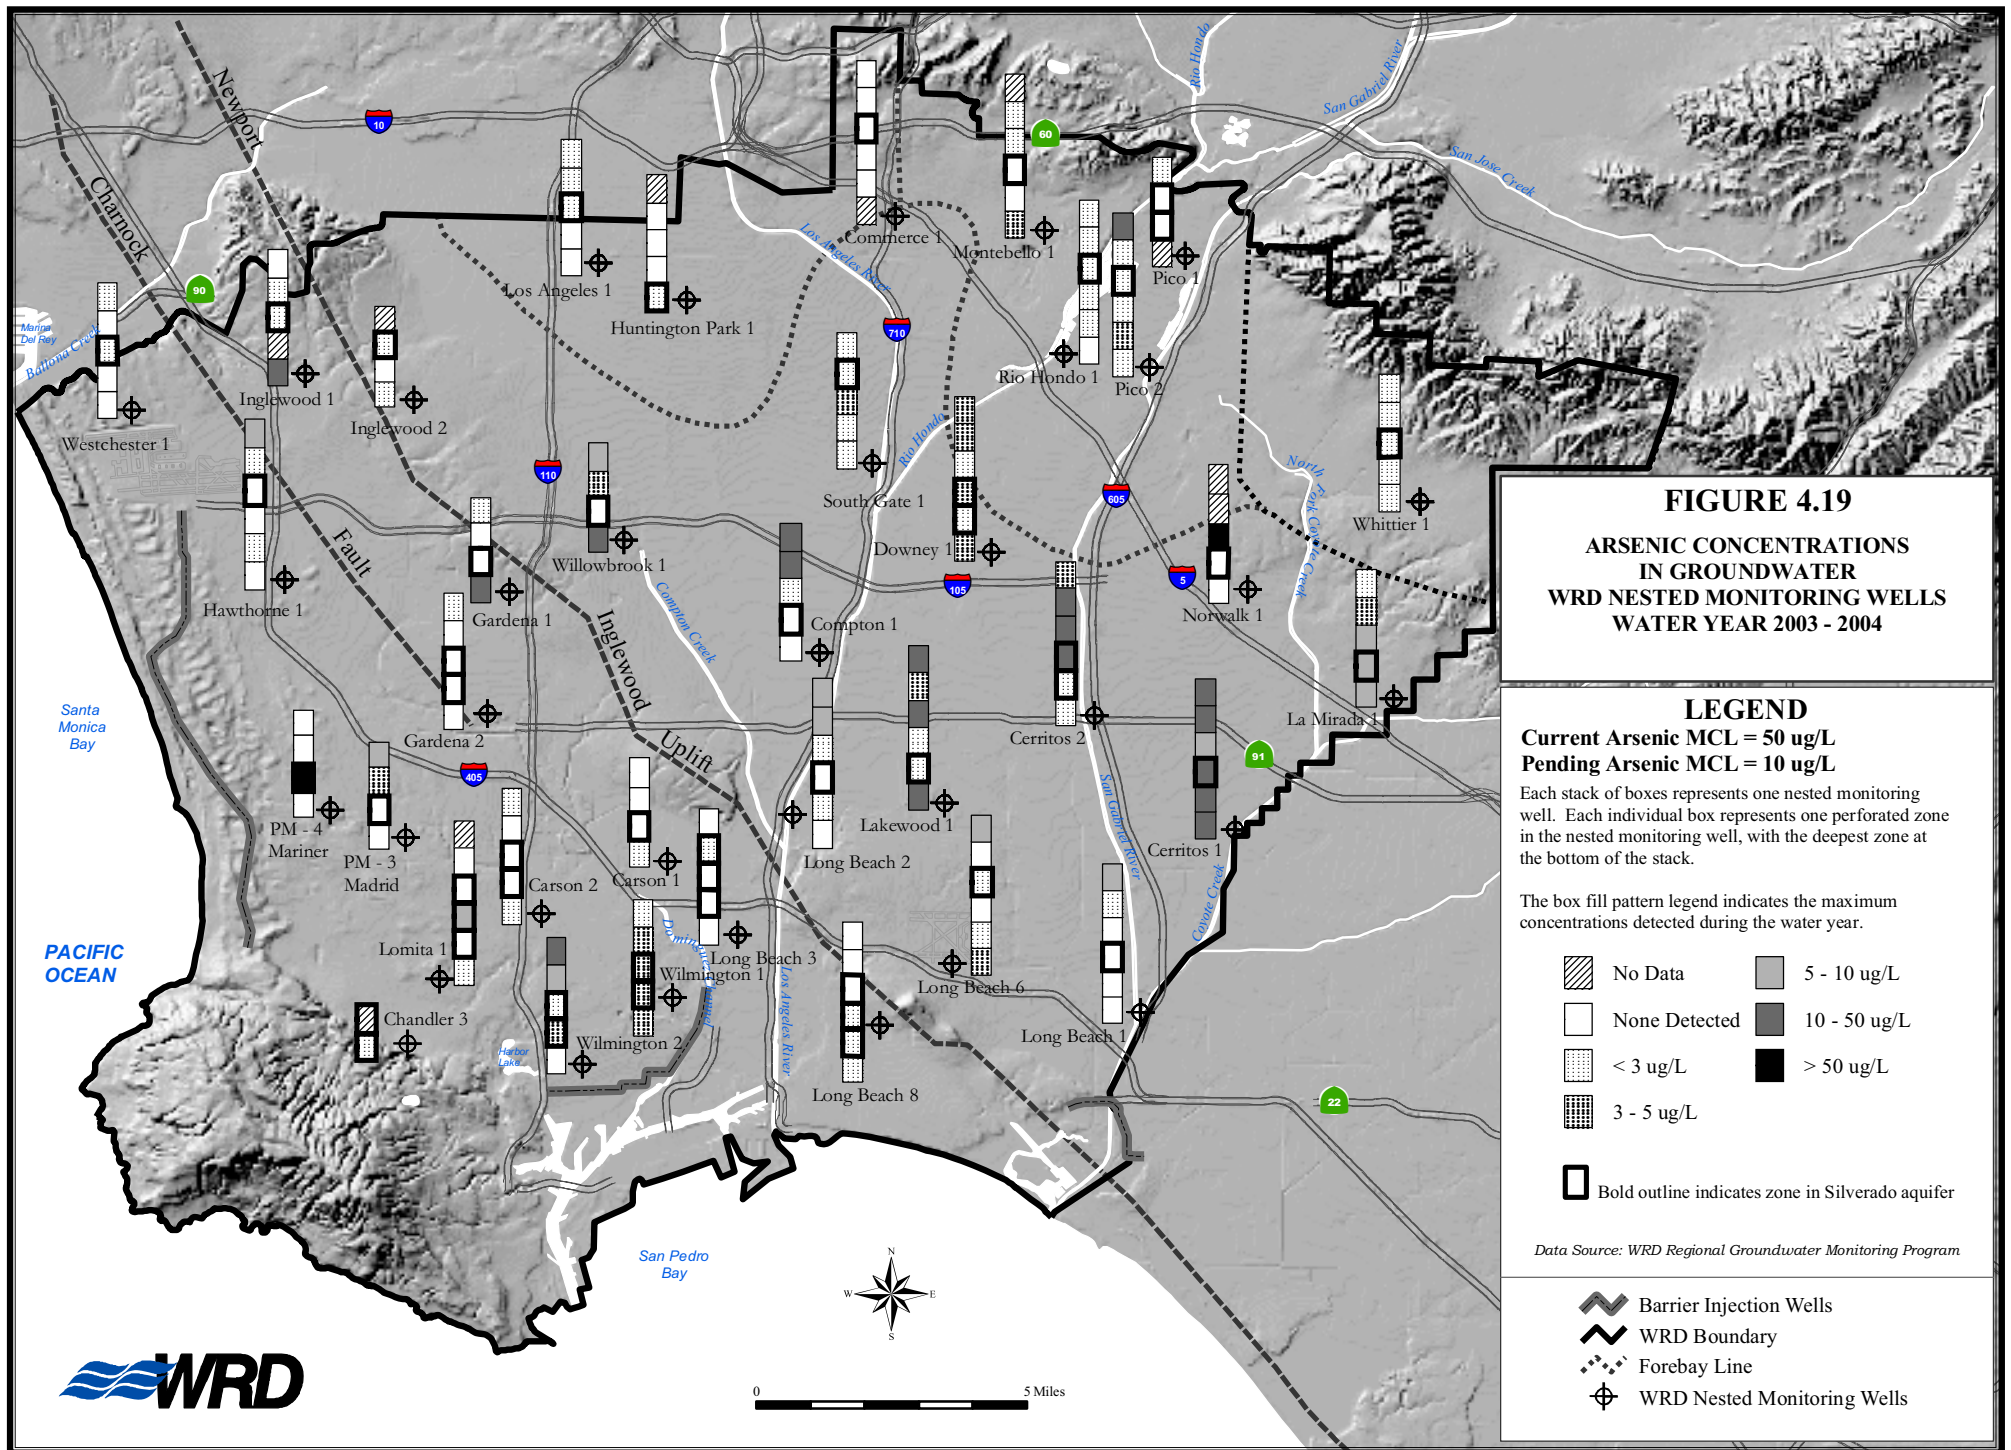 Rio Hondo
San Gabriel River
Newport
10
60
San Jose Creek
Charnock
Los Angeles River
Commerce 1
Montebello 1
Pico 1
Los Angeles 1
90
Huntington Park 1
Marina
Del Rey
Ballona Creek
710
Rio Hondo 1
Pico 2
Inglewood 1
Inglewood 2
Westchester 1
Rio Hondo
110
North Fork Coyote Creek
South Gate 1
605
Whittier 1
Fault
Downey 1
Willowbrook 1
105
5
Hawthorne 1
Gardena 1
Inglewood
Compton Creek
Compton 1
Norwalk 1
Santa
Monica
Bay
Gardena 2
Uplift
Cerritos 2
La Mirada 1
91
405
San Gabriel River
PM - 4
Mariner
PM - 3
Madrid
Lakewood 1
Long Beach 2
Cerritos 1
Carson 2
Carson 1
Coyote Creek
PACIFIC
OCEAN
Lomita 1
Dominguez Channel
Long Beach 3
Wilmington 1
Los Angeles River
Long Beach 6
Chandler 3
Long Beach 1
Harbor
Lake
Wilmington 2
Long Beach 8
22
San Pedro
Bay
N
W
E
S
0
5 Miles
WRD
FIGURE 4.19
ARSENIC CONCENTRATIONS
IN GROUNDWATER
WRD NESTED MONITORING WELLS
WATER YEAR 2003 - 2004
LEGEND
Current Arsenic MCL = 50 ug/L
Pending Arsenic MCL = 10 ug/L
Each stack of boxes represents one nested monitoring
well. Each individual box represents one perforated zone
in the nested monitoring well, with the deepest zone at
the bottom of the stack.
The box fill pattern legend indicates the maximum
concentrations detected during the water year.
No Data
None Detected
< 3 ug/L
3 - 5 ug/L
5 - 10 ug/L
10 - 50 ug/L
> 50 ug/L
Bold outline indicates zone in Silverado aquifer
Data Source: WRD Regional Groundwater Monitoring Program
Barrier Injection Wells
WRD Boundary
Forebay Line
WRD Nested Monitoring Wells